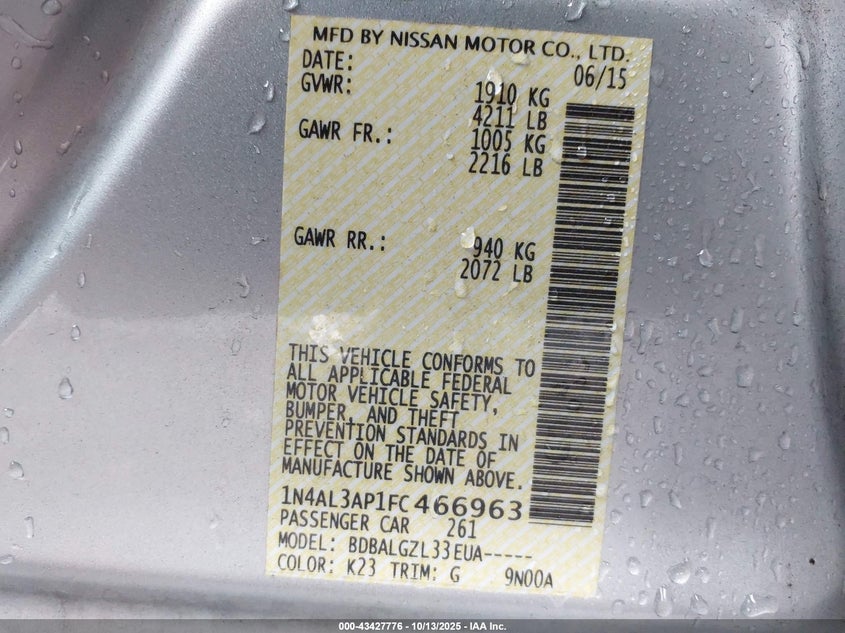 MFD BY NISSAN MOTOR CO., LTD.
DATE: 06/15
GVWR: 1910 KG
4211 LB
GAWR FR.: 1005 KG
2216 LB
GAWR RR.: 940 KG
2072 LB
THIS VEHICLE CONFORMS TO
ALL APPLICABLE FEDERAL
MOTOR VEHICLE SAFETY,
BUMPER, AND THEFT
PREVENTION STANDARDS IN
EFFECT ON THE DATE OF
MANUFACTURE SHOWN ABOVE.
1N4AL3AP1FC466963
PASSENGER CAR 261
MODEL: BDBALGZL33EUA-----
COLOR: K23 TRIM: G 9N00A
000-43427776 - 10/13/2025 - IAA Inc.